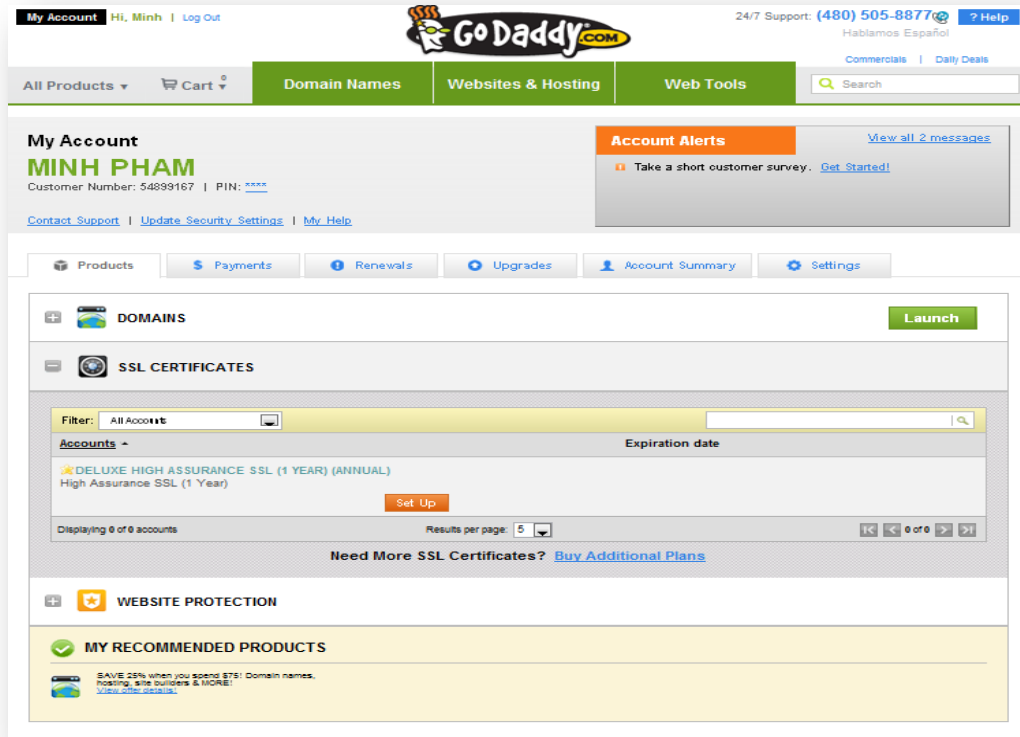 My Account Hi, Minh | Log Out
GoDaddy.COM
24/7 Support: (480) 505-8877 ? Help
Hablamos Español
Commercials | Daily Deals
All Products Cart 0 Domain Names Websites & Hosting Web Tools Search
My Account
MINH PHAM
Customer Number: 54899167 | PIN: ****
Contact Support | Update Security Settings | My Help
Account Alerts View all 2 messages
Take a short customer survey. Get Started!
Products $ Payments Renewals Upgrades Account Summary Settings
DOMAINS Launch
SSL CERTIFICATES
Filter: All Accounts
Accounts Expiration date
DELUXE HIGH ASSURANCE SSL (1 YEAR) (ANNUAL)
High Assurance SSL (1 Year)
Set Up
Displaying 0 of 0 accounts Results per page: 5 0 of 0
Need More SSL Certificates? Buy Additional Plans
WEBSITE PROTECTION
MY RECOMMENDED PRODUCTS
SAVE 25% when you spend $75! Domain names,
hosting, site builders & MORE!
View offer details!